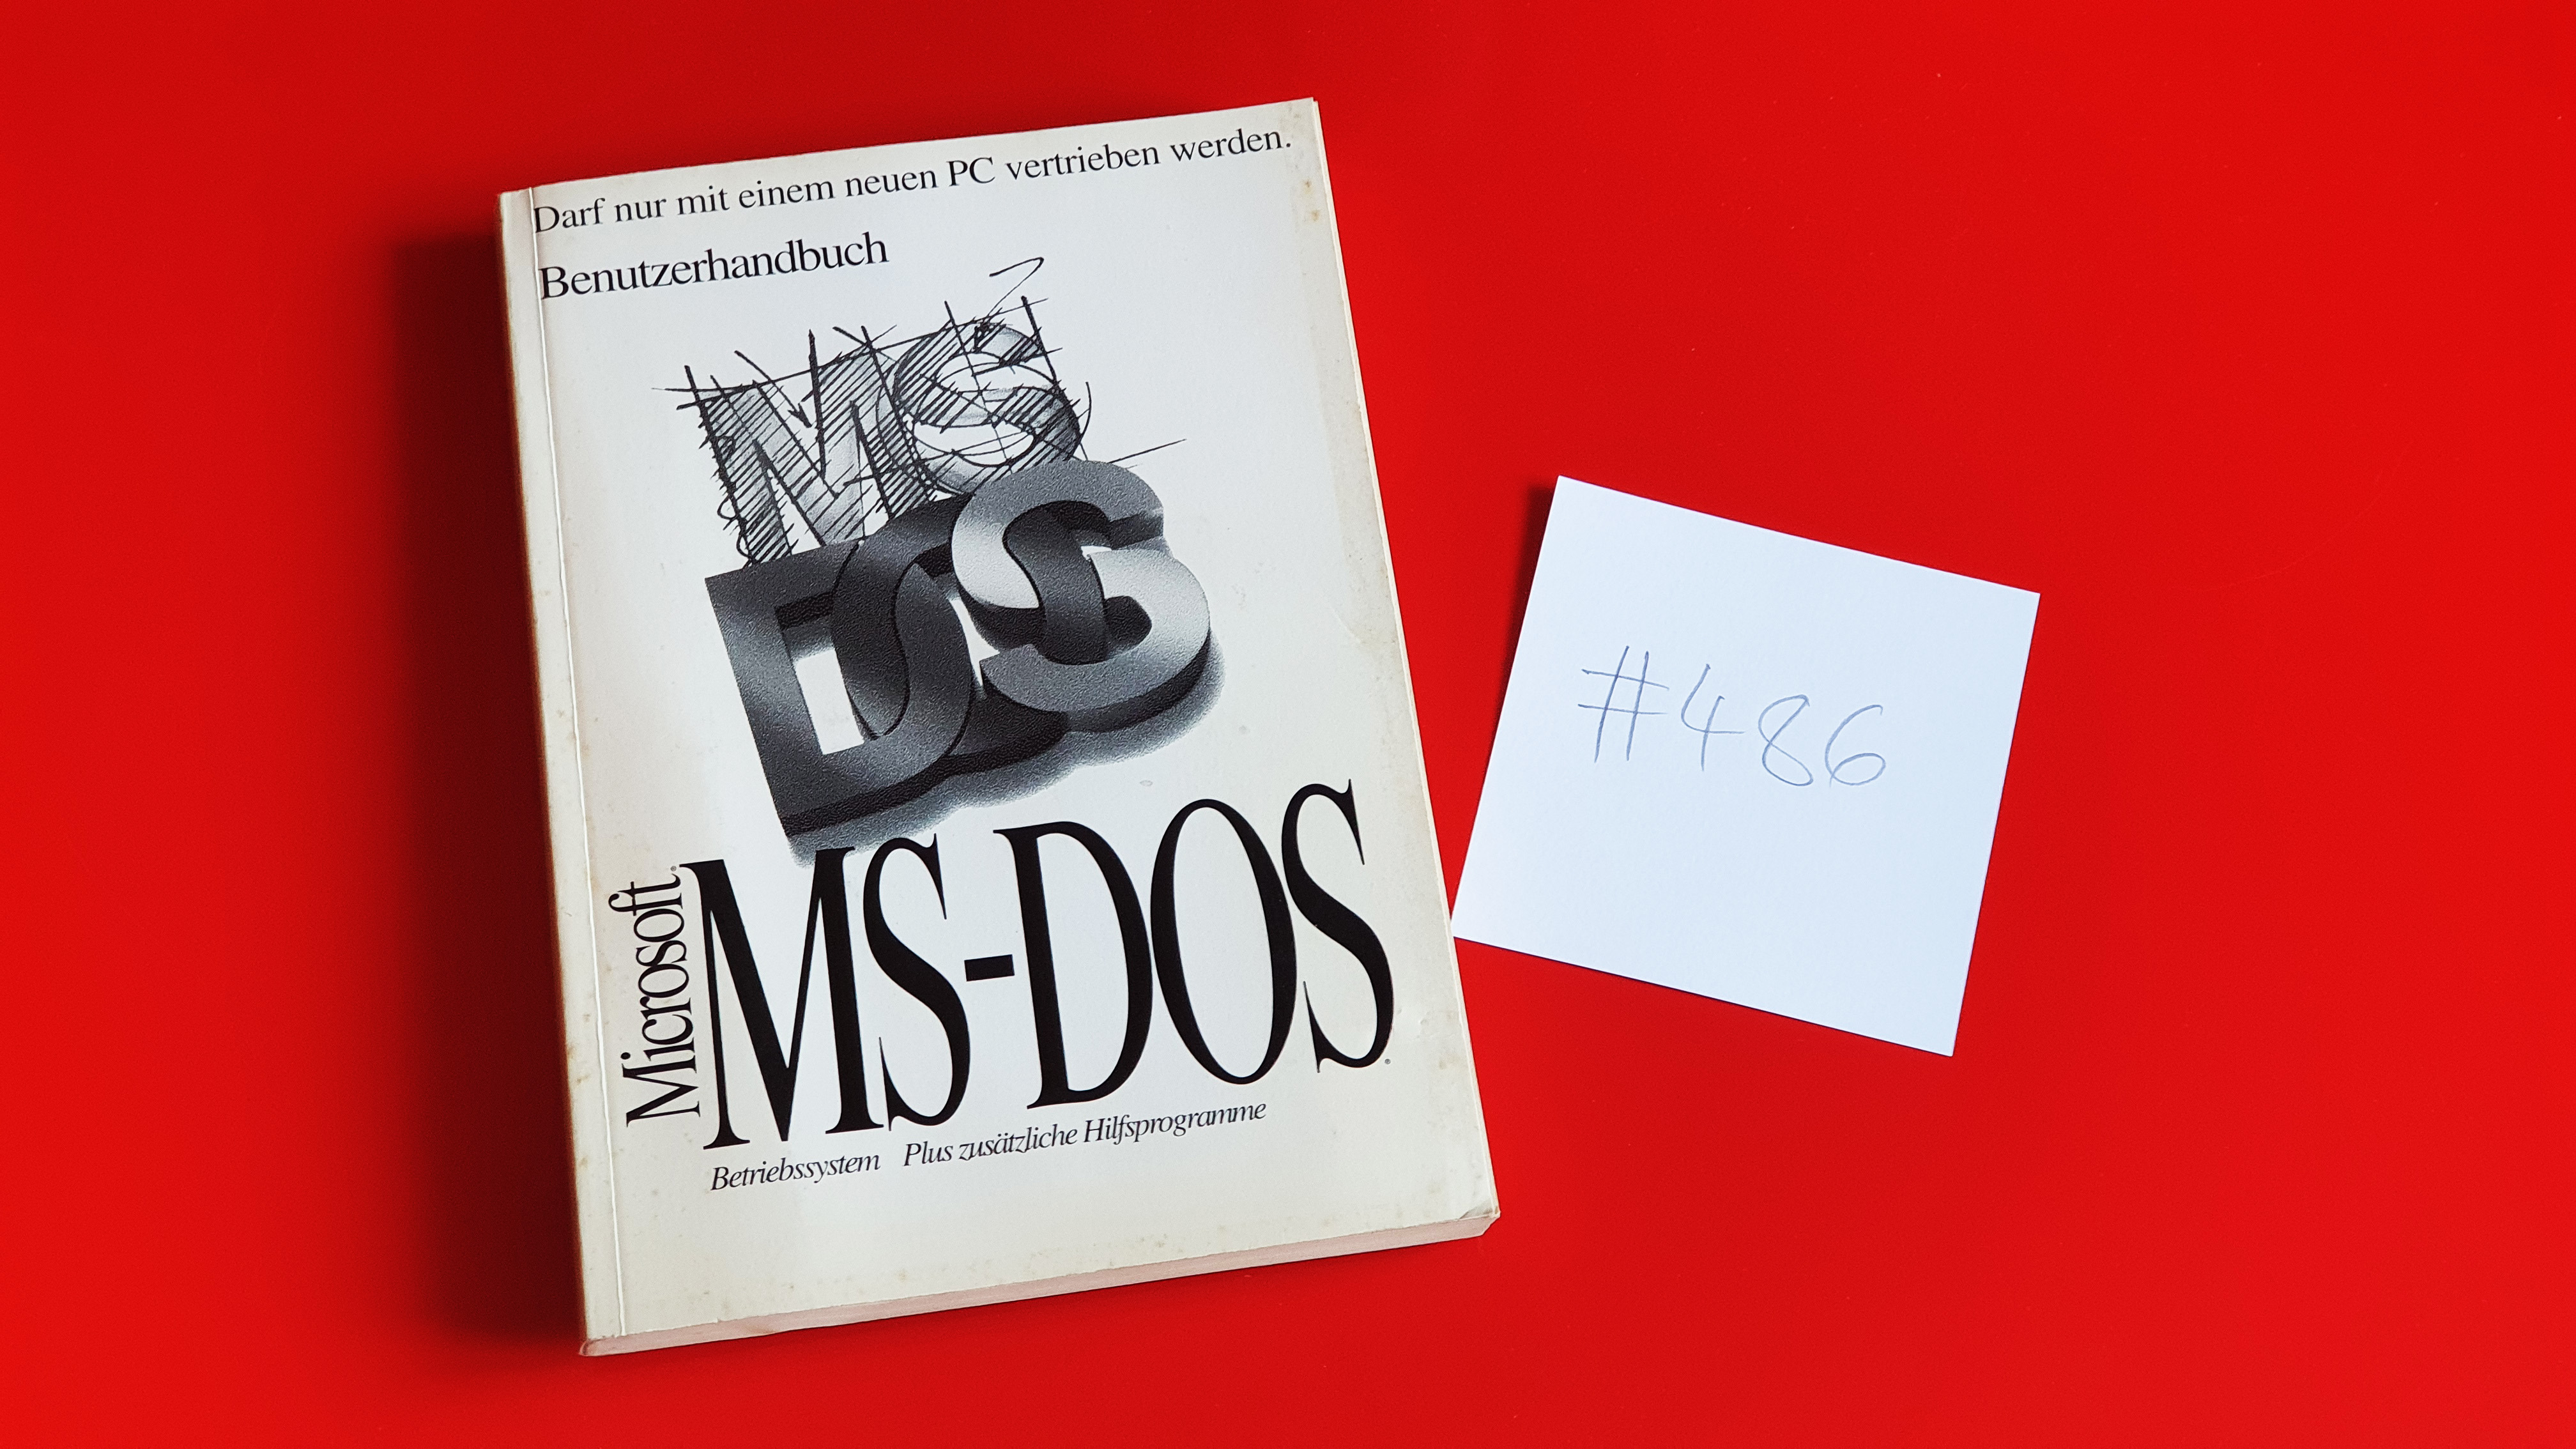 Darf nur mit einem neuen PC vertrieben werden.
Benutzerhandbuch
MS
DOS
Microsoft®
MS-DOS®
Betriebssystem Plus zusätzliche Hilfsprogramme
#486